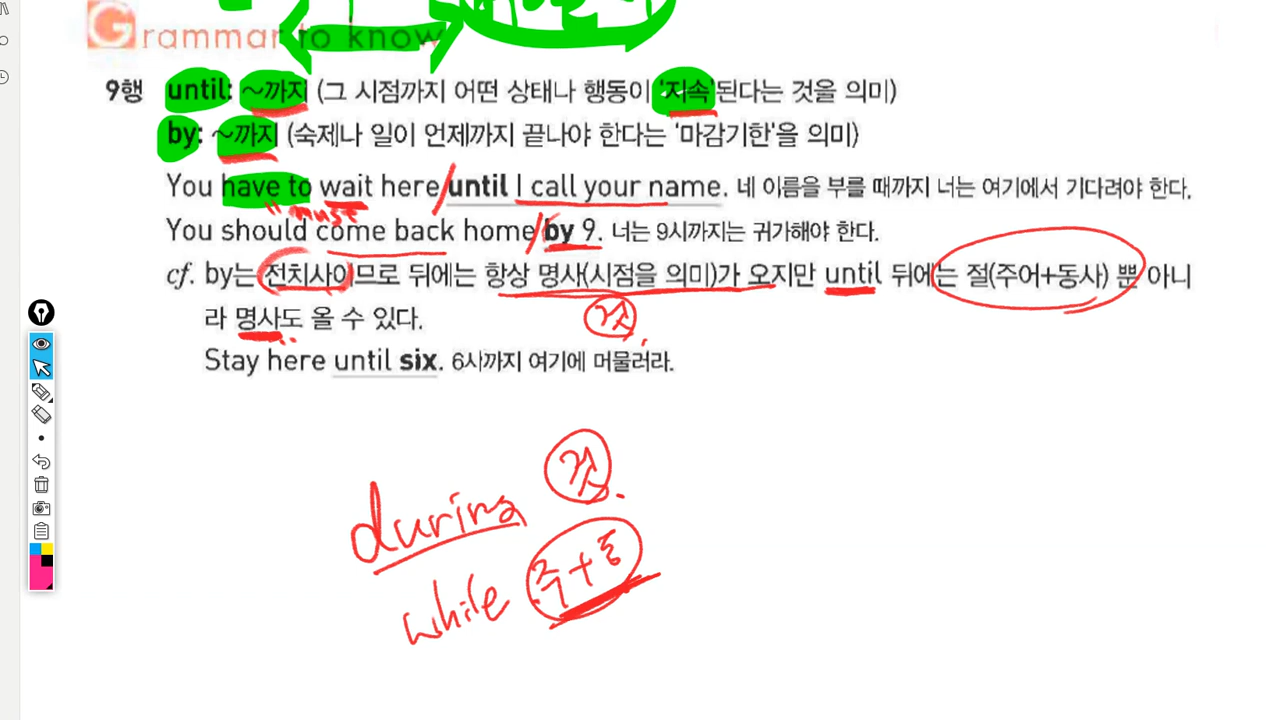 Grammar to know
9행 until: ~까지 (그 시점까지 어떤 상태나 행동이 '지속'된다는 것을 의미)
by: ~까지 (숙제나 일이 언제까지 끝나야 한다는 '마감기한'을 의미)
You have to wait here/until I call your name. 네 이름을 부를 때까지 너는 여기에서 기다려야 한다.
" must
You should come back home/by 9. 너는 9시까지는 귀가해야 한다.
cf. by는 전치사이므로 뒤에는 항상 명사(시점을 의미)가 오지만 until 뒤에는 절(주어+동사) 뿐 아니
라 명사도 올 수 있다.
것.
Stay here until six. 6사까지 여기에 머물러라.
during 것.
while 주+동